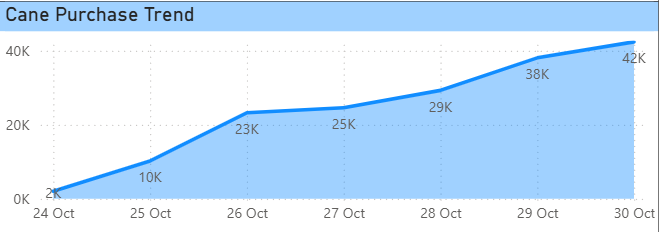 Cane Purchase Trend
40K
20K
0K
2K
10K
23K
25K
29K
38K
42K
24 Oct
25 Oct
26 Oct
27 Oct
28 Oct
29 Oct
30 Oct